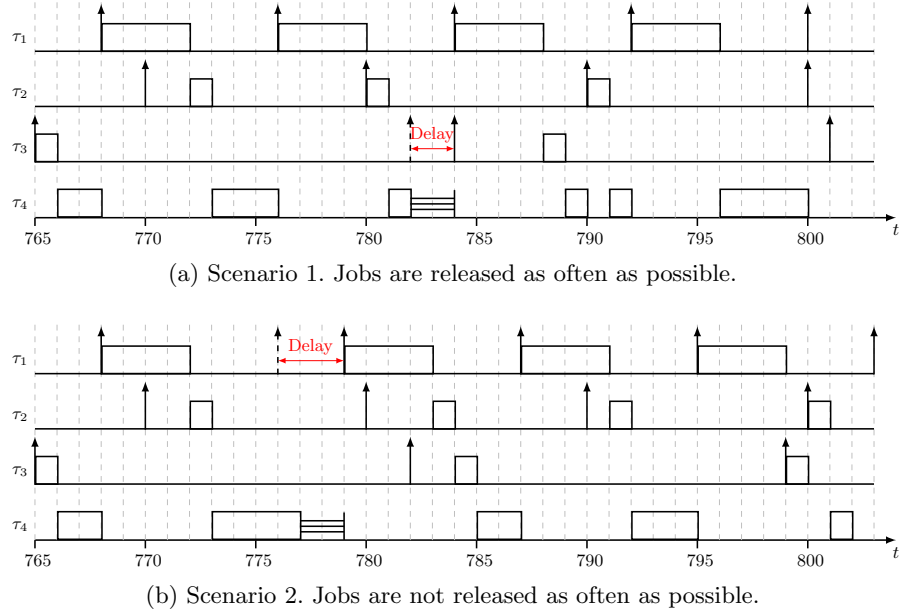 τ1
τ2
Delay
τ3
τ4
765 770 775 780 785 790 795 800 t
(a) Scenario 1. Jobs are released as often as possible.
Delay
τ1
τ2
τ3
τ4
765 770 775 780 785 790 795 800 t
(b) Scenario 2. Jobs are not released as often as possible.